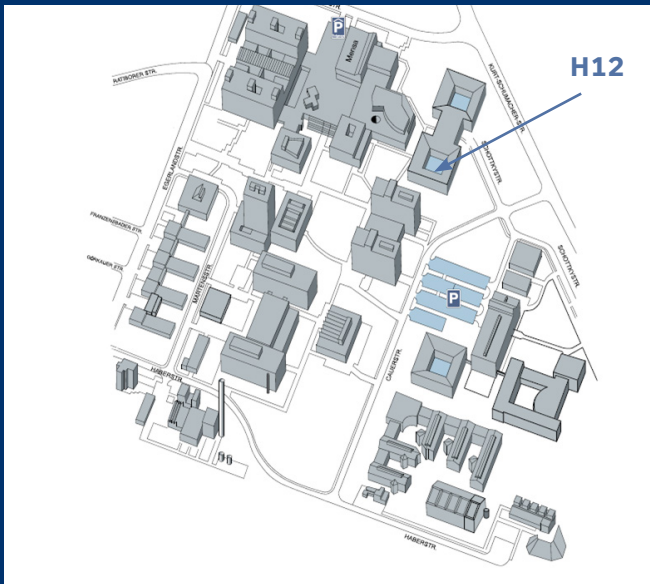 P
Mensa
H12
RATIBORER STR.
KURT-SCHUMACHER-STR.
EGERLANDSTR.
SCHOTTKYSTR.
FRANZENSBADER STR.
GÖRKAUER STR.
MARTENSSTR.
SCHOTTKYSTR.
P
CAUERSTR.
HABERSTR.
HABERSTR.